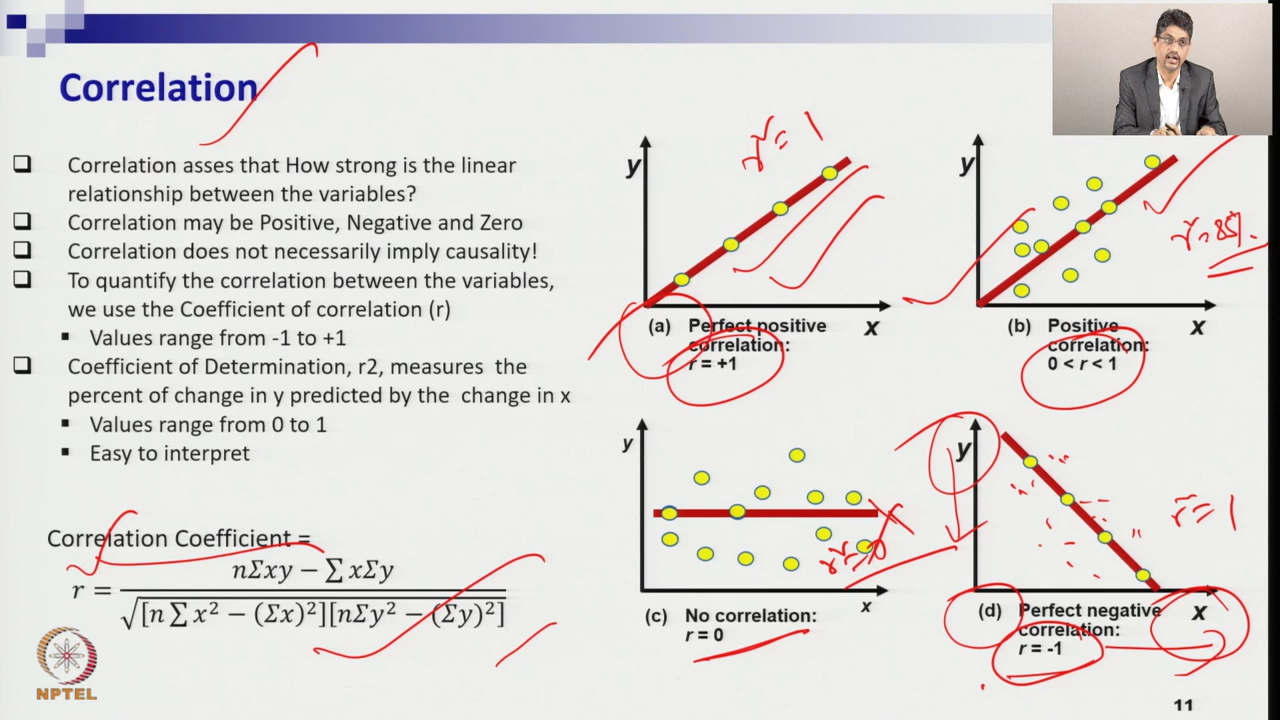 Correlation
Correlation asses that How strong is the linear
relationship between the variables?
Correlation may be Positive, Negative and Zero
Correlation does not necessarily imply causality!
To quantify the correlation between the variables,
we use the Coefficient of correlation (r)
Values range from -1 to +1
Coefficient of Determination, r2, measures the
percent of change in y predicted by the change in x
Values range from 0 to 1
Easy to interpret
Correlation Coefficient =
r = nΣxy − ∑ xΣy / √[n ∑ x² − (Σx)²][nΣy² − (Σy)²]
NPTEL
y
r = 1
(a) Perfect positive x
correlation:
r = +1
y
r = 85%.
(b) Positive x
correlation:
0 < r < 1
y
r = 0
x
(c) No correlation:
r = 0
y
r = 1
(d) Perfect negative x
correlation:
r = -1
11